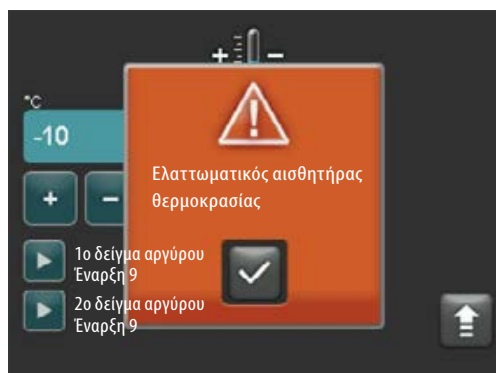 + −
°C
-10
Ελαττωματικός αισθητήρας
θερμοκρασίας
+ −
1ο δείγμα αργύρου
Έναρξη 9
2ο δείγμα αργύρου
Έναρξη 9